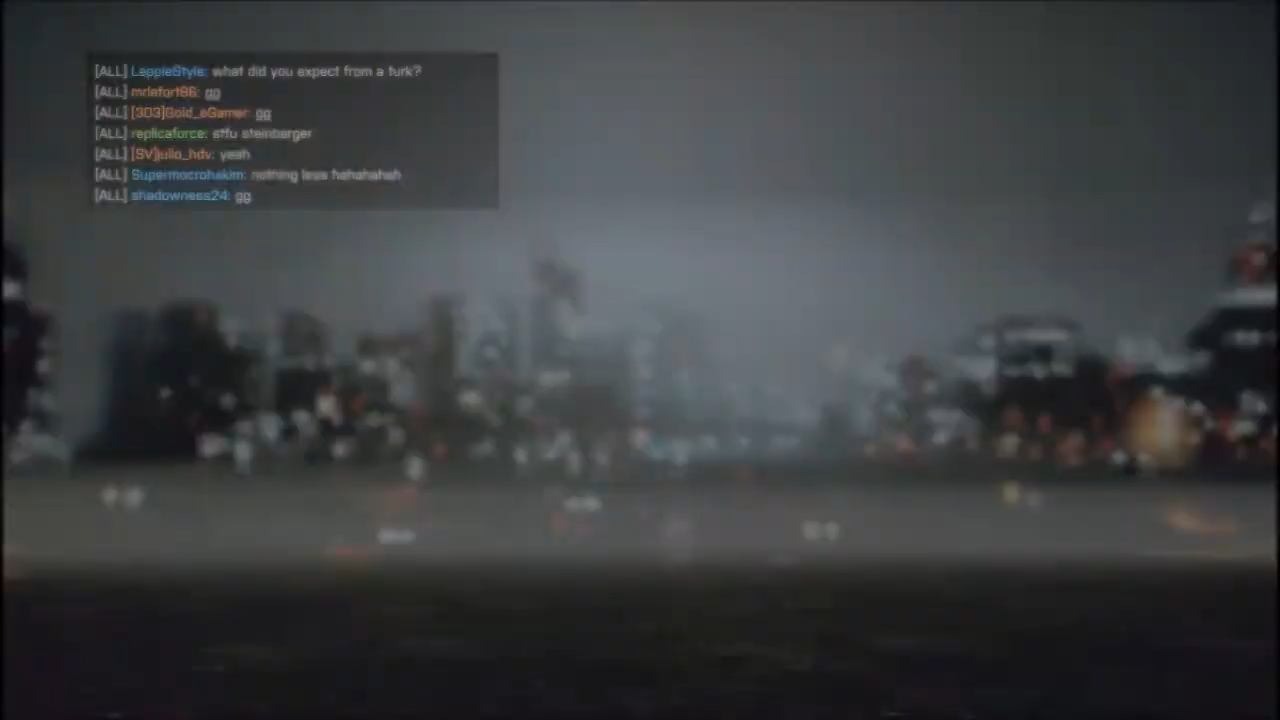 [ALL] LeppieStyle: what did you expect from a turk?
[ALL] mrlefort86: gg
[ALL] [303]Gold_eGamer: gg
[ALL] replicaforce: stfu steinbarger
[ALL] [SV]julio_hdv: yeah
[ALL] Supermocrohakim: nothing less hahahahah
[ALL] shadowness24: gg